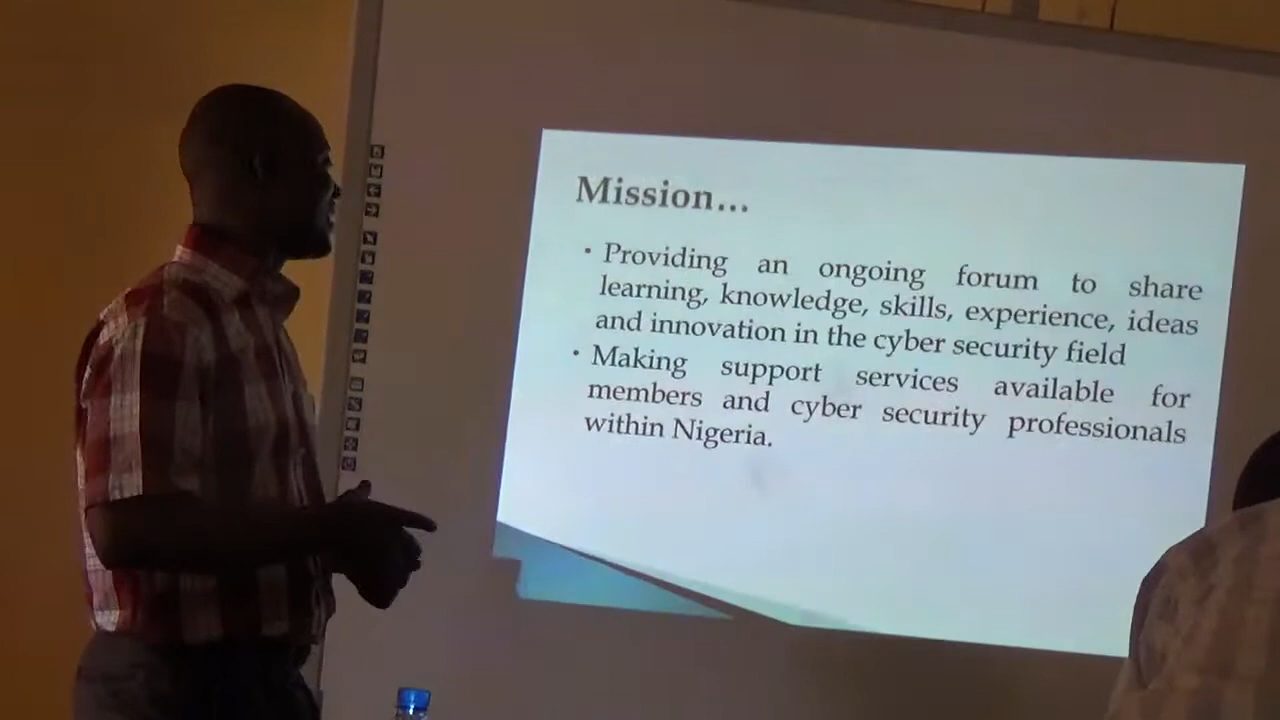 Mission...
• Providing an ongoing forum to share
learning, knowledge, skills, experience, ideas
and innovation in the cyber security field
• Making support services available for
members and cyber security professionals
within Nigeria.